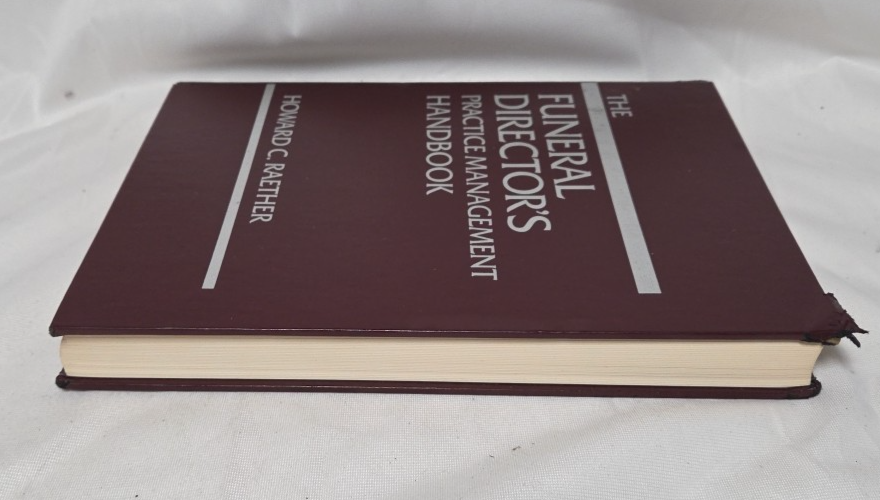 THE
FUNERAL
DIRECTOR'S
PRACTICE MANAGEMENT
HANDBOOK
HOWARD C. RAETHER